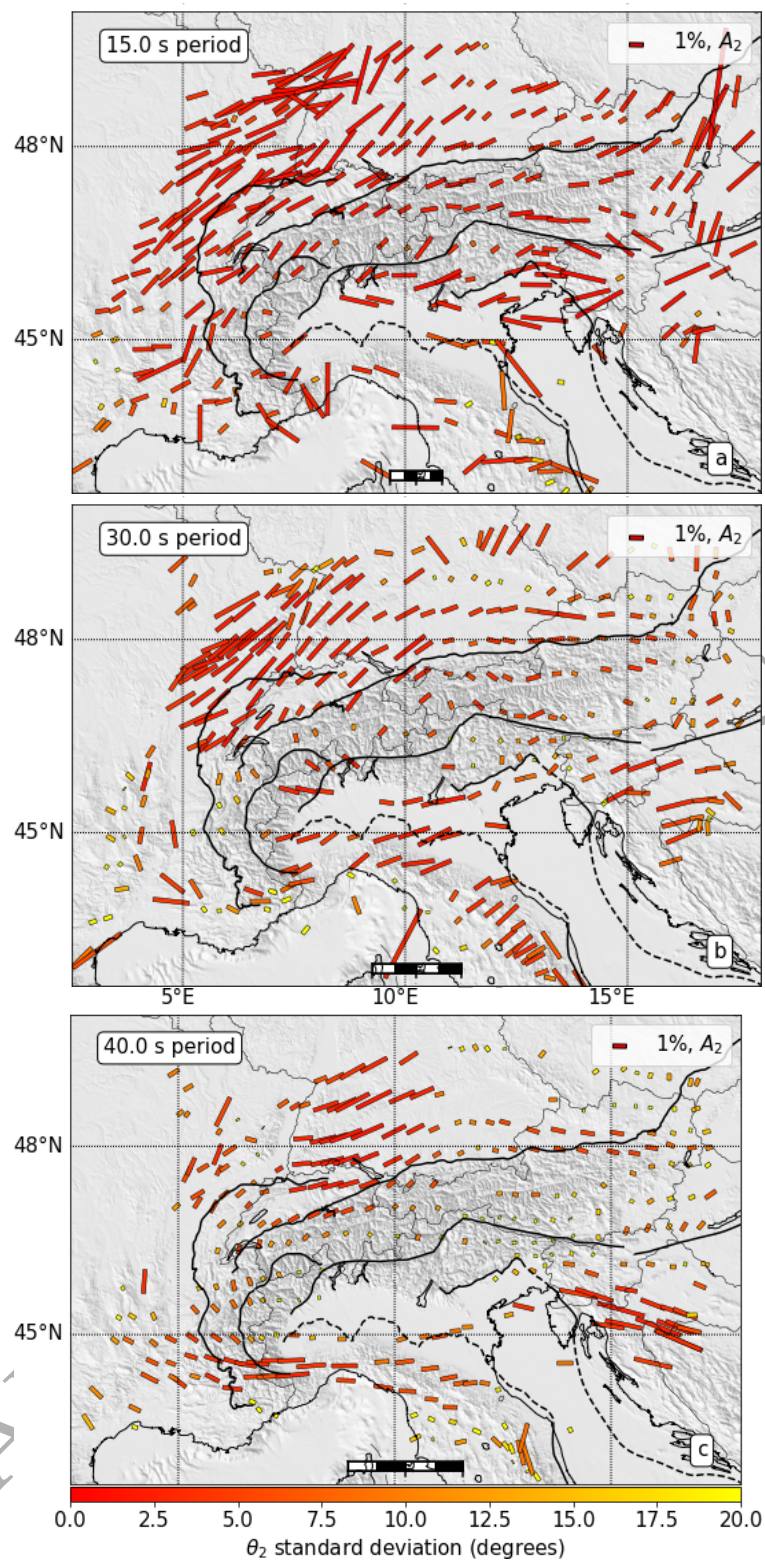 15.0 s period
1%, A₂
48°N
45°N
a
30.0 s period
1%, A₂
48°N
45°N
b
5°E 10°E 15°E
40.0 s period
1%, A₂
48°N
45°N
c
0.0 2.5 5.0 7.5 10.0 12.5 15.0 17.5 20.0
θ₂ standard deviation (degrees)